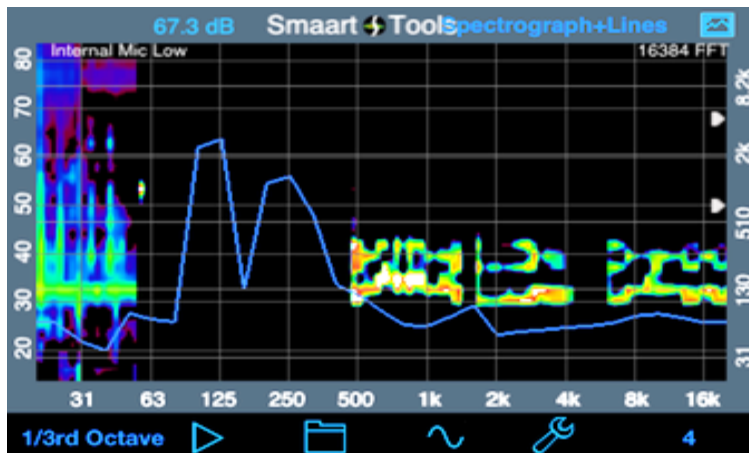 67.3 dB Smaart Tools Spectrograph+Lines
Internal Mic Low 16384 FFT
80
70
60
50
40
30
20
8.2k
2k
510
130
31
31 63 125 250 500 1k 2k 4k 8k 16k
1/3rd Octave 4